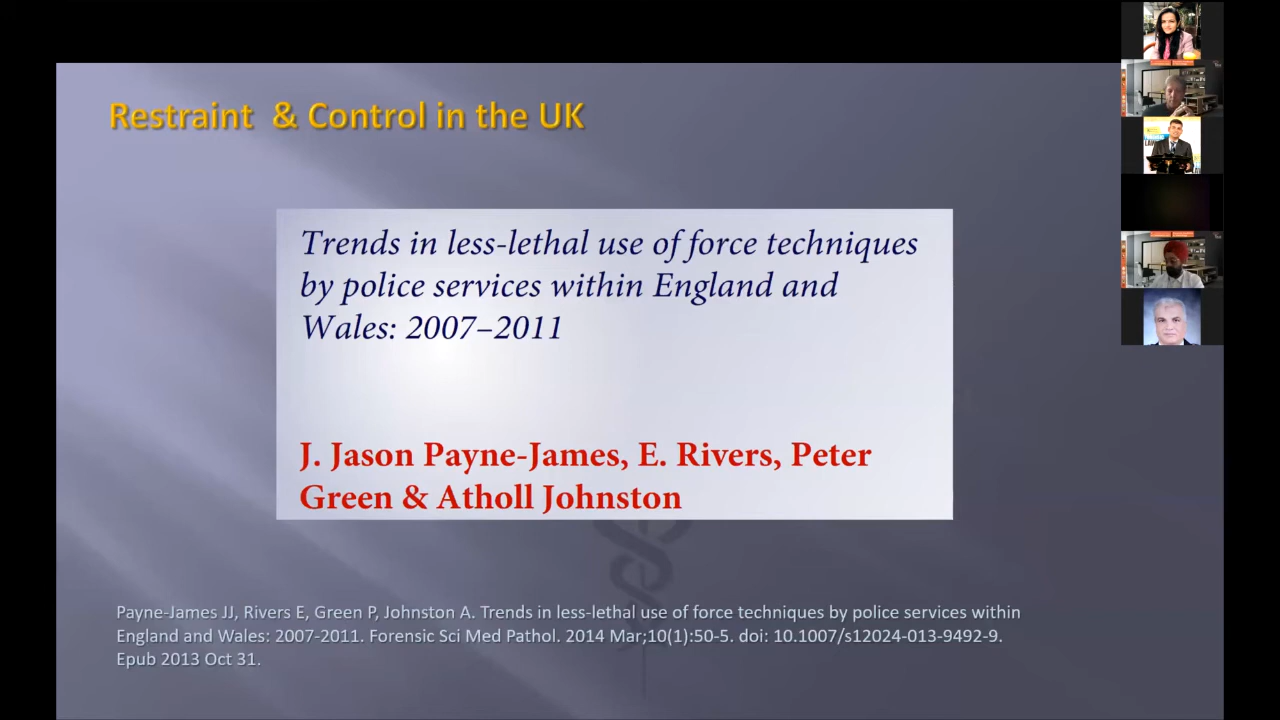 Restraint & Control in the UK
Trends in less-lethal use of force techniques
by police services within England and
Wales: 2007–2011
J. Jason Payne-James, E. Rivers, Peter
Green & Atholl Johnston
Payne-James JJ, Rivers E, Green P, Johnston A. Trends in less-lethal use of force techniques by police services within
England and Wales: 2007-2011. Forensic Sci Med Pathol. 2014 Mar;10(1):50-5. doi: 10.1007/s12024-013-9492-9.
Epub 2013 Oct 31.